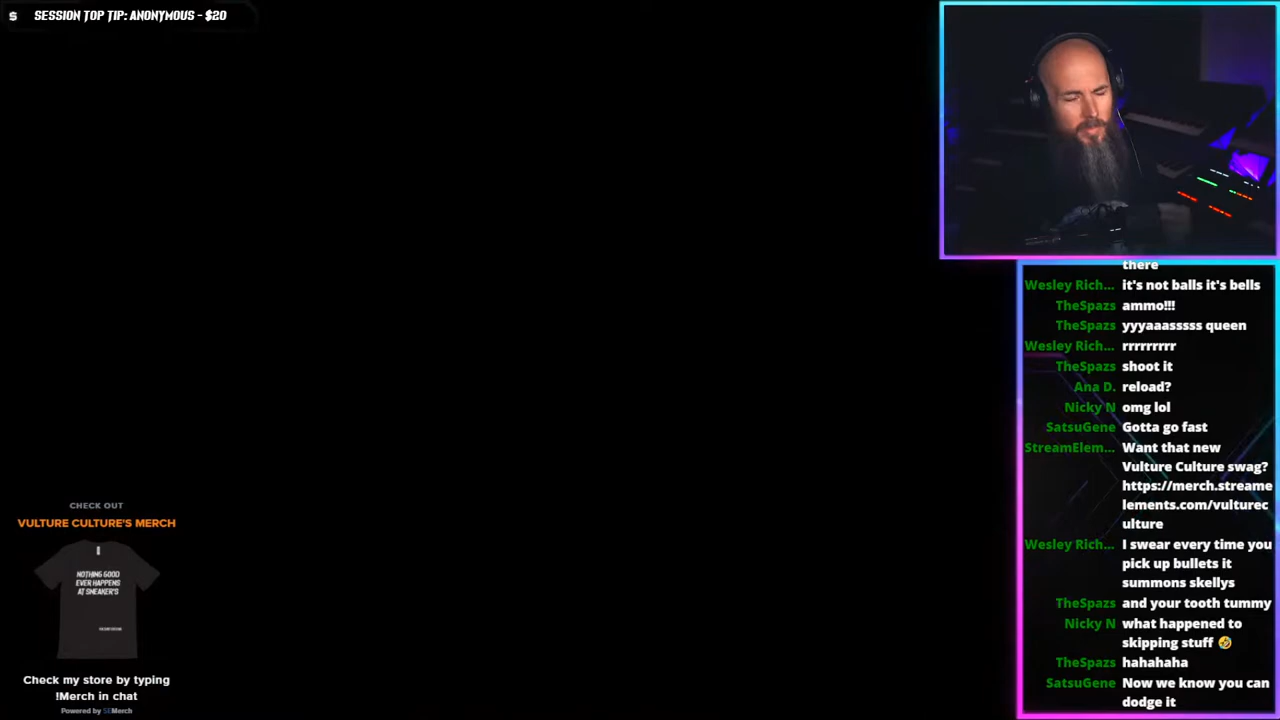 $ SESSION TOP TIP: ANONYMOUS - $20
there
Wesley Rich... it's not balls it's bells
TheSpazs ammo!!!
TheSpazs yyyaaasssss queen
Wesley Rich... rrrrrrrrr
TheSpazs shoot it
Ana D. reload?
Nicky N omg lol
SatsuGene Gotta go fast
StreamElem... Want that new
Vulture Culture swag?
https://merch.streame
lements.com/vulturec
ulture
Wesley Rich... I swear every time you
pick up bullets it
summons skellys
TheSpazs and your tooth tummy
Nicky N what happened to
skipping stuff 🤣
TheSpazs hahahaha
SatsuGene Now we know you can
dodge it
CHECK OUT
VULTURE CULTURE'S MERCH
NOTHING GOOD
EVER HAPPENS
AT SNEAKER'S
Check my store by typing
!Merch in chat
Powered by SEMerch